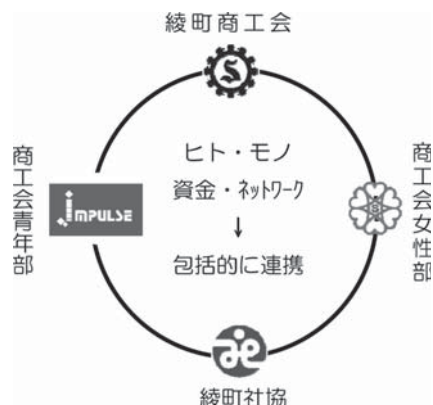 綾町商工会
S
ヒト・モノ
資金・ネットワーク
↓
包括的に連携
商工会青年部
impulse
商工会女性部
綾町社協